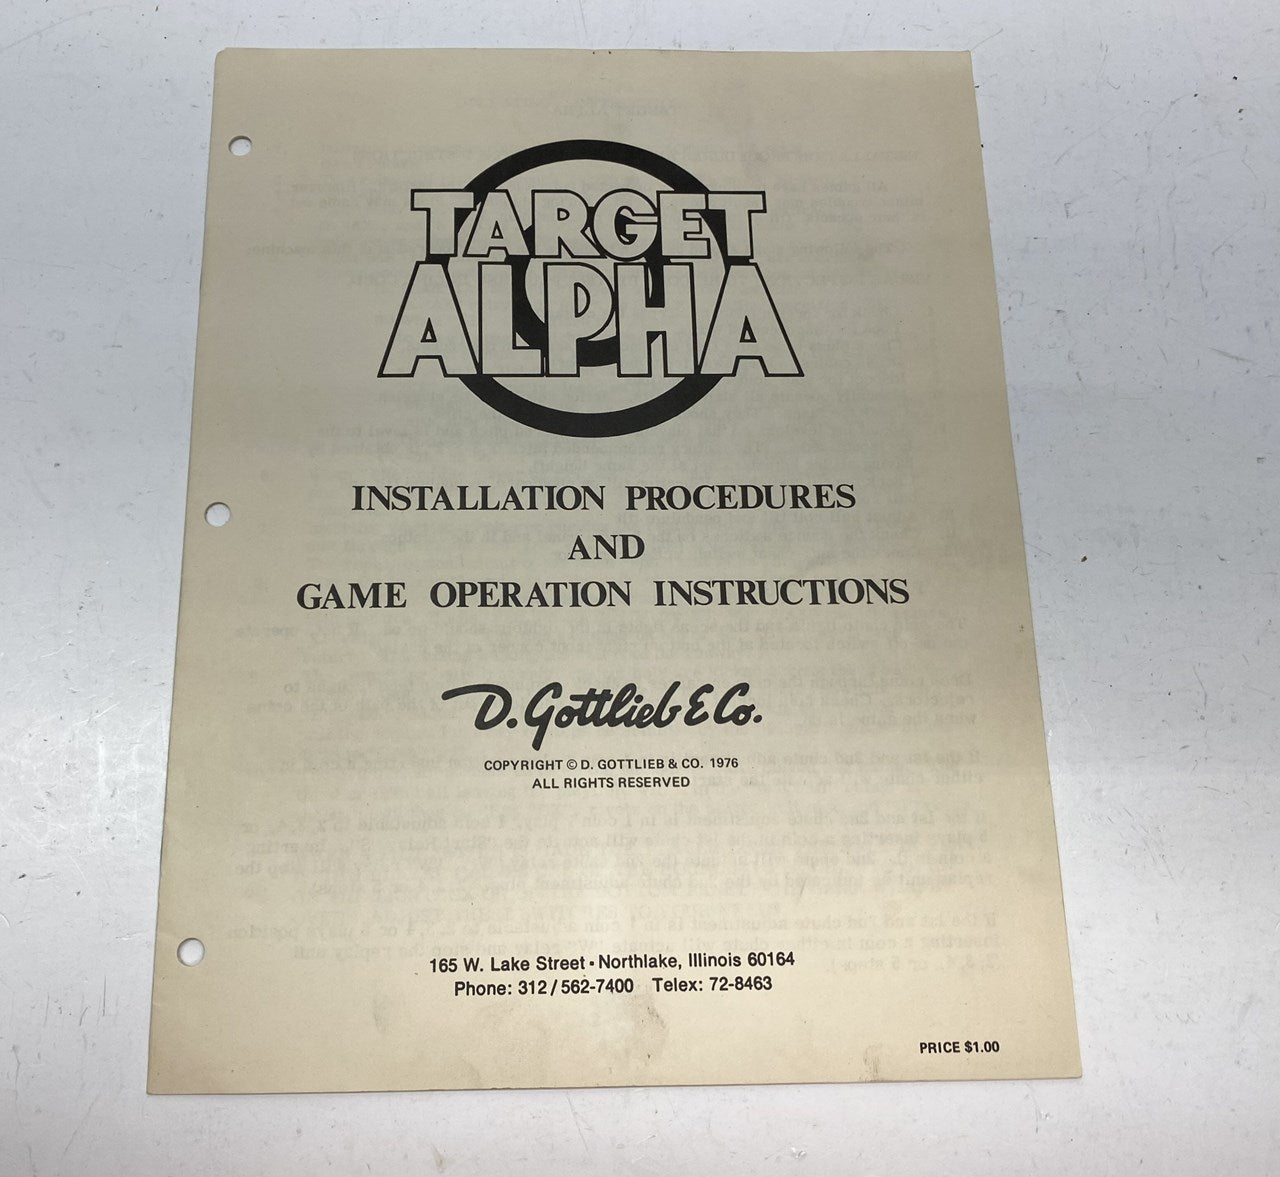 TARGET
ALPHA
INSTALLATION PROCEDURES
AND
GAME OPERATION INSTRUCTIONS
D. Gottlieb & Co.
COPYRIGHT © D. GOTTLIEB & CO. 1976
ALL RIGHTS RESERVED
165 W. Lake Street • Northlake, Illinois 60164
Phone: 312/562-7400 Telex: 72-8463
PRICE $1.00